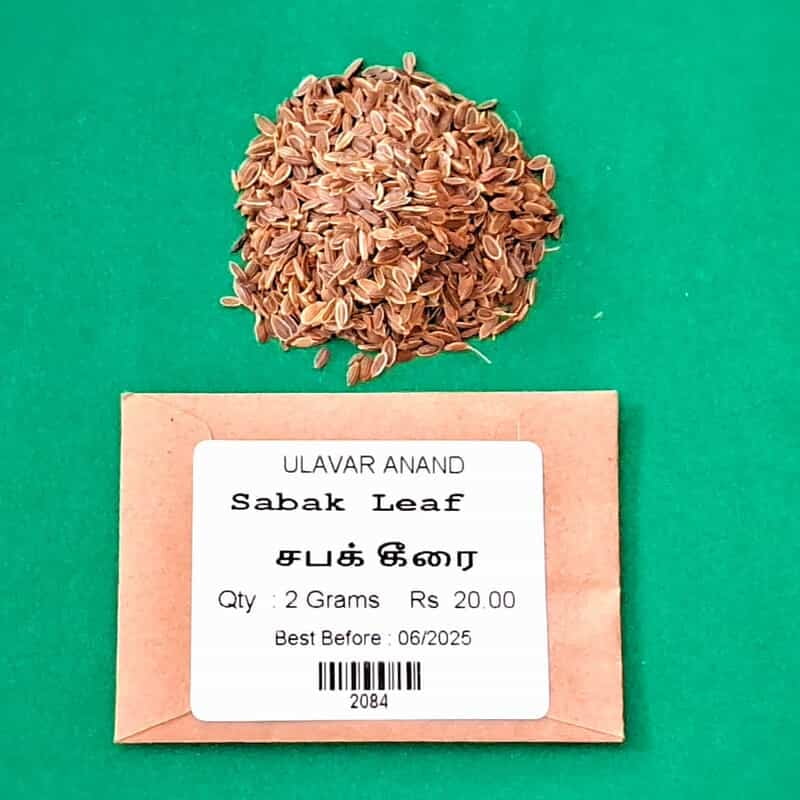 ULAVAR ANAND
Sabak Leaf
சபக் கீரை
Qty : 2 Grams Rs 20.00
Best Before : 06/2025
2084